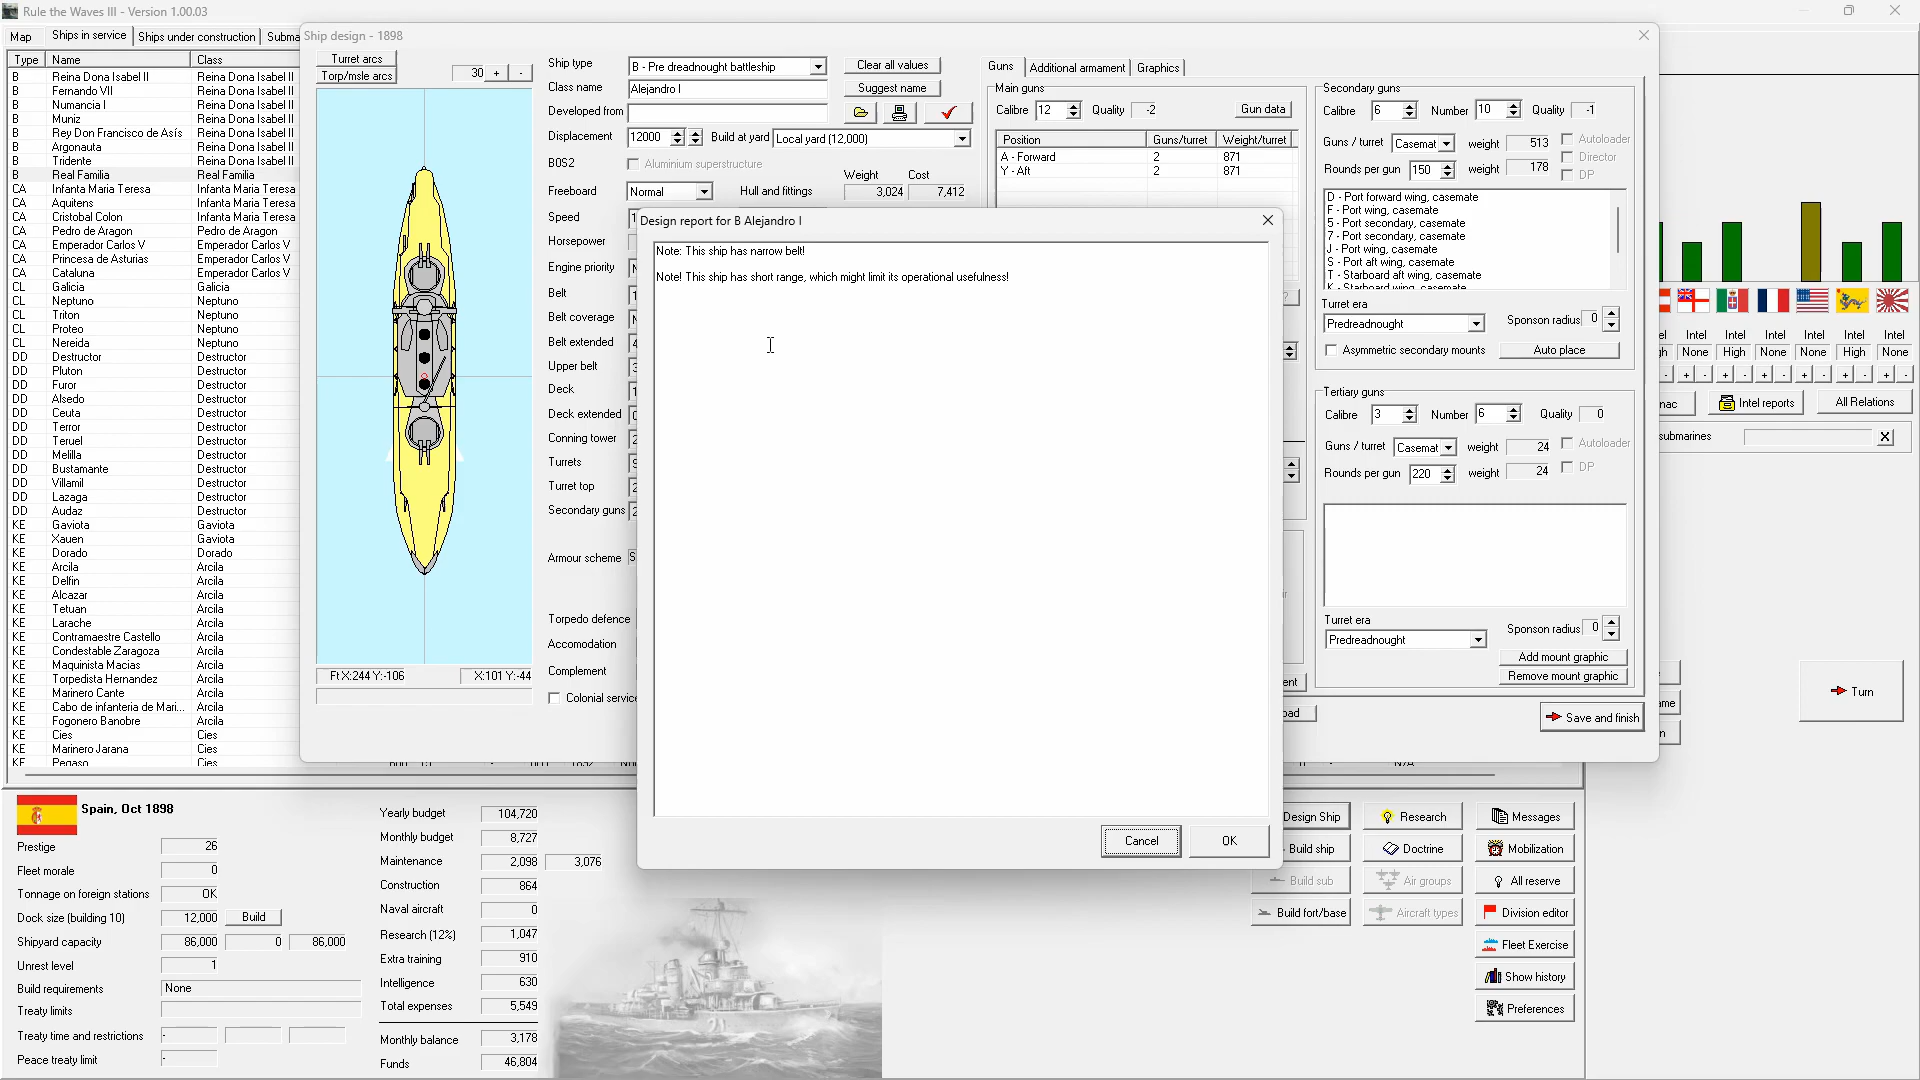 Rule the Waves III - Version 1.00.03
Map Ships in service Ships under construction Subma
Type Name Class
B Reina Dona Isabel II Reina Dona Isabel II
B Fernando VII Reina Dona Isabel II
B Numancia I Reina Dona Isabel II
B Muniz Reina Dona Isabel II
B Rey Don Francisco de Asís Reina Dona Isabel II
B Argonauta Reina Dona Isabel II
B Tridente Reina Dona Isabel II
B Real Familia Real Familia
CA Infanta Maria Teresa Infanta Maria Teresa
CA Aquitens Infanta Maria Teresa
CA Cristobal Colon Infanta Maria Teresa
CA Pedro de Aragon Pedro de Aragon
CA Emperador Carlos V Emperador Carlos V
CA Princesa de Asturias Emperador Carlos V
CA Cataluna Emperador Carlos V
CL Galicia Galicia
CL Neptuno Neptuno
CL Triton Neptuno
CL Proteo Neptuno
CL Nereida Neptuno
DD Destructor Destructor
DD Pluton Destructor
DD Furor Destructor
DD Alsedo Destructor
DD Ceuta Destructor
DD Terror Destructor
DD Teruel Destructor
DD Melilla Destructor
DD Bustamante Destructor
DD Villamil Destructor
DD Lazaga Destructor
DD Audaz Destructor
KE Gaviota Gaviota
KE Xauen Gaviota
KE Dorado Dorado
KE Arcila Arcila
KE Delfin Arcila
KE Alcazar Arcila
KE Tetuan Arcila
KE Larache Arcila
KE Contramaestre Castello Arcila
KE Condestable Zaragoza Arcila
KE Maquinista Macias Arcila
KE Torpedista Hernandez Arcila
KE Marinero Cante Arcila
KE Cabo de infanteria de Mari... Arcila
KE Fogonero Banobre Arcila
KE Cies Cies
KE Marinero Jarana Cies
KE Pegaso Cies
Ship design - 1898
Turret arcs
Torp/msle arcs
30 + -
Ft X:244 Y:-106 X:101 Y:-44
Ship type B - Pre dreadnought battleship Clear all values
Class name Alejandro I Suggest name
Developed from
Displacement 12000 Build at yard Local yard (12,000)
BOS2 Aluminium superstructure
Weight Cost
Freeboard Normal Hull and fittings 3,024 7,412
Speed
Horsepower
Engine priority
Belt
Belt coverage
Belt extended
Upper belt
Deck
Deck extended
Conning tower
Turrets
Turret top
Secondary guns
Armour scheme
Torpedo defence
Accomodation
Complement
Colonial service
Design report for B Alejandro I
Note: This ship has narrow belt!
Note! This ship has short range, which might limit its operational usefulness!
Cancel OK
Guns Additional armament Graphics
Main guns
Calibre 12 Quality -2 Gun data
Position Guns/turret Weight/turret
A - Forward 2 871
Y - Aft 2 871
Secondary guns
Calibre 6 Number 10 Quality -1
Guns / turret Casemat weight 513 Autoloader
Director
Rounds per gun 150 weight 178 DP
D - Port forward wing, casemate
F - Port wing, casemate
5 - Port secondary, casemate
7 - Port secondary, casemate
J - Port wing, casemate
S - Port aft wing, casemate
T - Starboard aft wing, casemate
K - Starboard wing, casemate
Turret era
Predreadnought Sponson radius 0
Asymmetric secondary mounts Auto place
Tertiary guns
Calibre 3 Number 6 Quality 0
Guns / turret Casemat weight 24 Autoloader
Rounds per gun 220 weight 24 DP
Turret era
Predreadnought Sponson radius 0
Add mount graphic
Remove mount graphic
ent
oad
Save and finish
el Intel Intel Intel Intel Intel Intel
gh None High None None High None
- + - + - + - + - + - + -
nac Intel reports All Relations
submarines X
Turn
ame
n
Spain, Oct 1898
Prestige 26
Fleet morale 0
Tonnage on foreign stations OK
Dock size (building 10) 12,000 Build
Shipyard capacity 86,000 0 86,000
Unrest level 1
Build requirements None
Treaty limits
Treaty time and restrictions -
Peace treaty limit -
Yearly budget 104,720
Monthly budget 8,727
Maintenance 2,098 3,076
Construction 864
Naval aircraft 0
Research (12%) 1,047
Extra training 910
Intelligence 630
Total expenses 5,549
Monthly balance 3,178
Funds 46,804
Design Ship Research Messages
Build ship Doctrine Mobilization
Build sub Air groups All reserve
Build fort/base Aircraft types Division editor
Fleet Exercise
Show history
Preferences